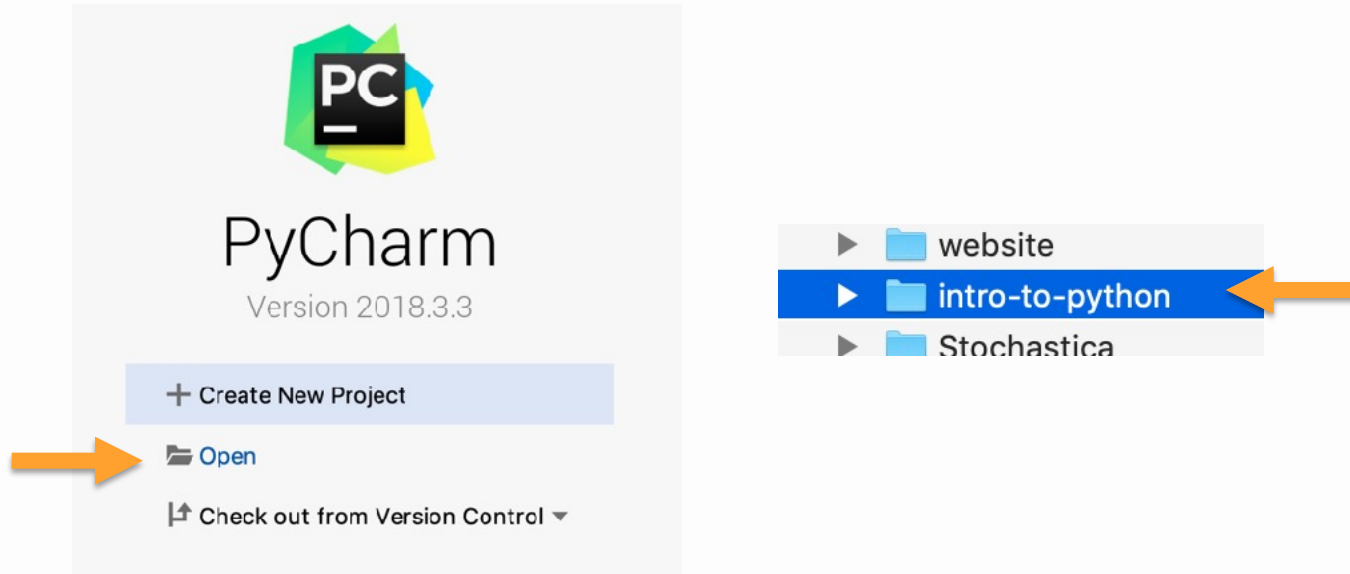 PC
PyCharm
Version 2018.3.3
Create New Project
Open
Check out from Version Control
website
intro-to-python
Stochastica